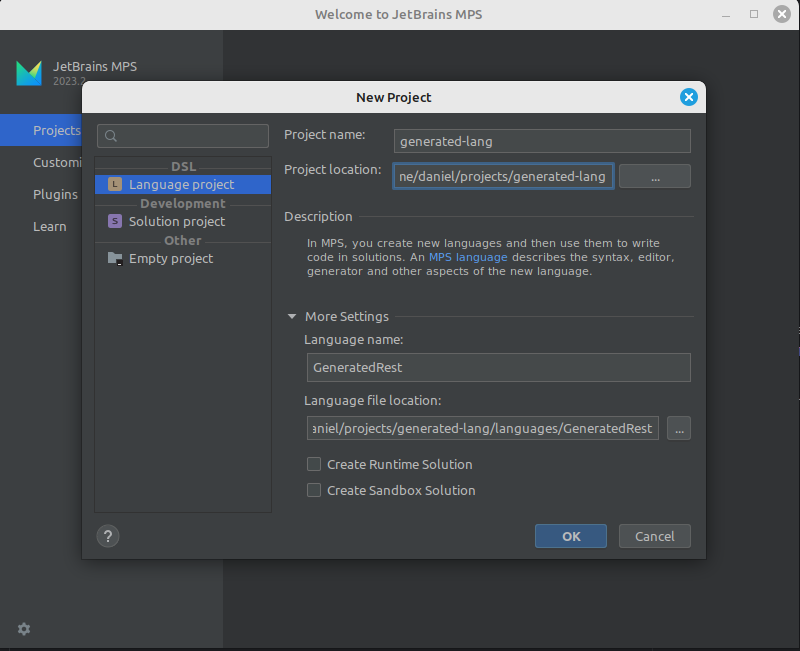 Welcome to JetBrains MPS
JetBrains MPS
2023.2
New Project
Projects
Customi
Plugins
Learn
DSL
L
Language project
Development
S
Solution project
Other
Empty project
Project name:
generated-lang
Project location:
ne/daniel/projects/generated-lang
...
Description
In MPS, you create new languages and then use them to write
code in solutions. An MPS language describes the syntax, editor,
generator and other aspects of the new language.
More Settings
Language name:
GeneratedRest
Language file location:
aniel/projects/generated-lang/languages/GeneratedRest
...
Create Runtime Solution
Create Sandbox Solution
?
OK
Cancel